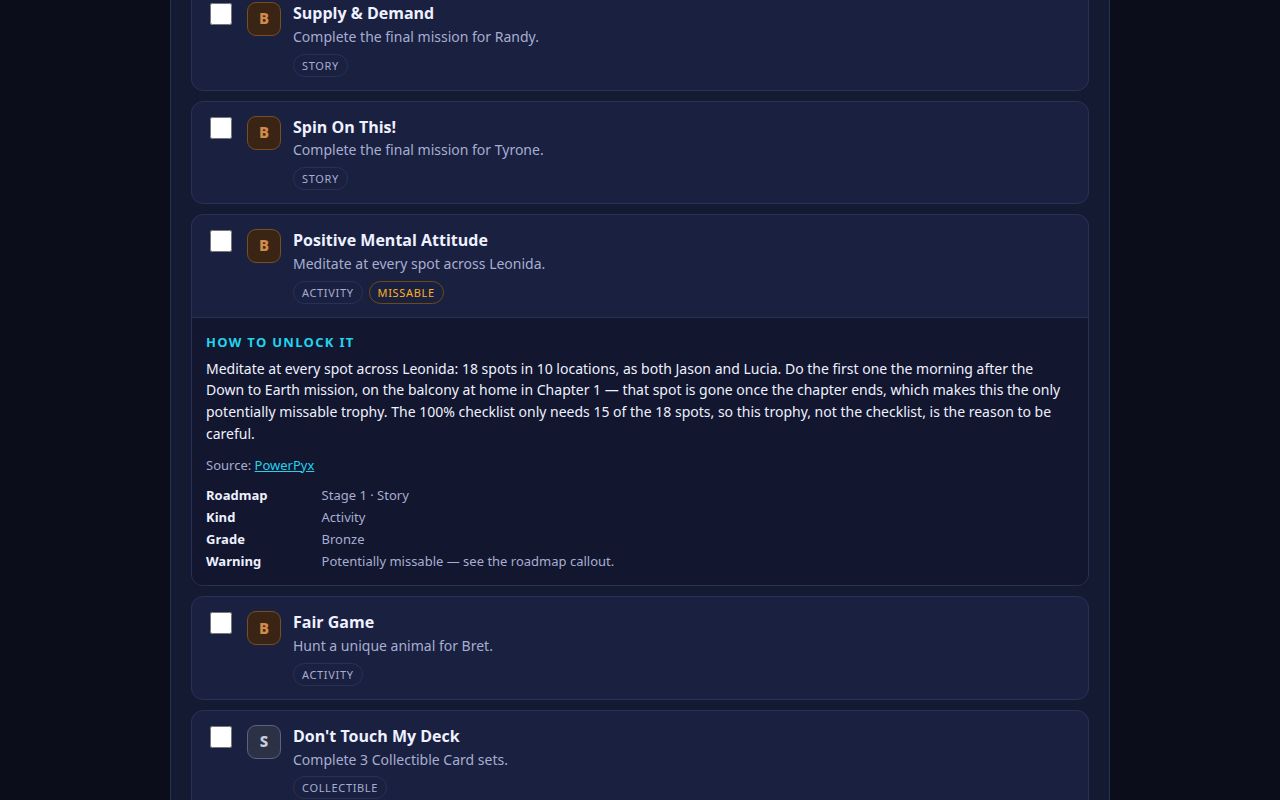 B
Supply & Demand
Complete the final mission for Randy.
STORY
B
Spin On This!
Complete the final mission for Tyrone.
STORY
B
Positive Mental Attitude
Meditate at every spot across Leonida.
ACTIVITY MISSABLE
HOW TO UNLOCK IT
Meditate at every spot across Leonida: 18 spots in 10 locations, as both Jason and Lucia. Do the first one the morning after the
Down to Earth mission, on the balcony at home in Chapter 1 — that spot is gone once the chapter ends, which makes this the only
potentially missable trophy. The 100% checklist only needs 15 of the 18 spots, so this trophy, not the checklist, is the reason to be
careful.
Source: PowerPyx
Roadmap Stage 1 · Story
Kind Activity
Grade Bronze
Warning Potentially missable — see the roadmap callout.
B
Fair Game
Hunt a unique animal for Bret.
ACTIVITY
S
Don't Touch My Deck
Complete 3 Collectible Card sets.
COLLECTIBLE